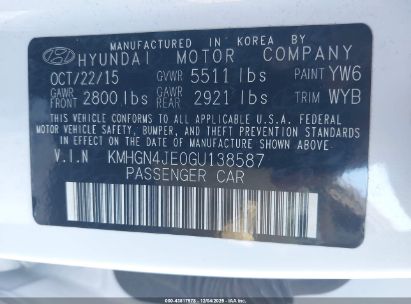 MANUFACTURED IN KOREA BY
HYUNDAI MOTOR COMPANY
OCT/22/15 GVWR 5511 lbs PAINT YW6
GAWR FRONT 2800 lbs GAWR REAR 2921 lbs TRIM WYB
THIS VEHICLE CONFORMS TO ALL APPLICABLE U.S.A. FEDERAL
MOTOR VEHICLE SAFETY, BUMPER, AND THEFT PREVENTION
STANDARDS IN EFFECT ON THE DATE OF MANUFACTURE SHOWN ABOVE.
V.I.N KMHGN4JE0GU138587
PASSENGER CAR